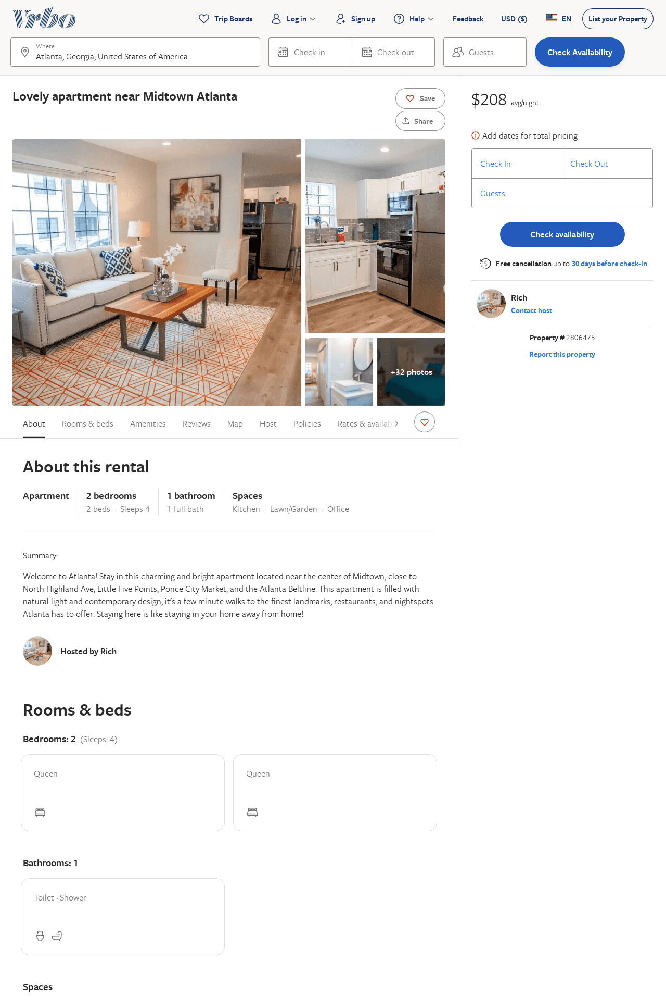 Vrbo
Trip Boards
Log in
Sign up
Help
Feedback
USD ($)
EN
List your Property
Where
Atlanta, Georgia, United States of America
Check-in
Check-out
Guests
Check Availability
Lovely apartment near Midtown Atlanta
Save
Share
$208 avg/night
Add dates for total pricing
Check In
Check Out
Guests
Check availability
Free cancellation up to 30 days before check-in
Rich
Contact host
Property # 2806475
Report this property
POM
+32 photos
About
Rooms & beds
Amenities
Reviews
Map
Host
Policies
Rates & availab
About this rental
Apartment
2 bedrooms
2 beds · Sleeps 4
1 bathroom
1 full bath
Spaces
Kitchen · Lawn/Garden · Office
Summary:
Welcome to Atlanta! Stay in this charming and bright apartment located near the center of Midtown, close to
North Highland Ave, Little Five Points, Ponce City Market, and the Atlanta Beltline. This apartment is filled with
natural light and contemporary design, it's a few minute walks to the finest landmarks, restaurants, and nightspots
Atlanta has to offer. Staying here is like staying in your home away from home!
Hosted by Rich
Rooms & beds
Bedrooms: 2 (Sleeps: 4)
Queen
Queen
Bathrooms: 1
Toilet · Shower
Spaces